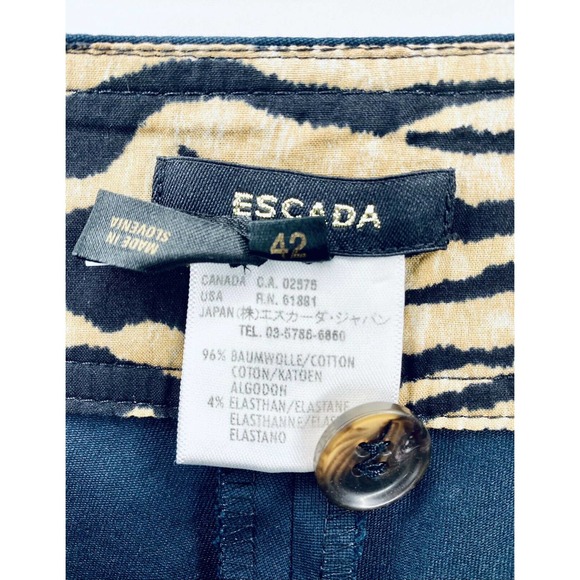 ESCADA
MADE IN
SLOVENIA
42
CANADA C.A. 02575
USA R.N. 61881
JAPAN (株)エスカーダ・ジャパン
TEL. 03-5786-6860
96% BAUMWOLLE/COTTON
COTON/KATOEN
ALGODON
4% ELASTHAN/ELASTANE
ELASTHANNE/ELASTANE
ELASTANO